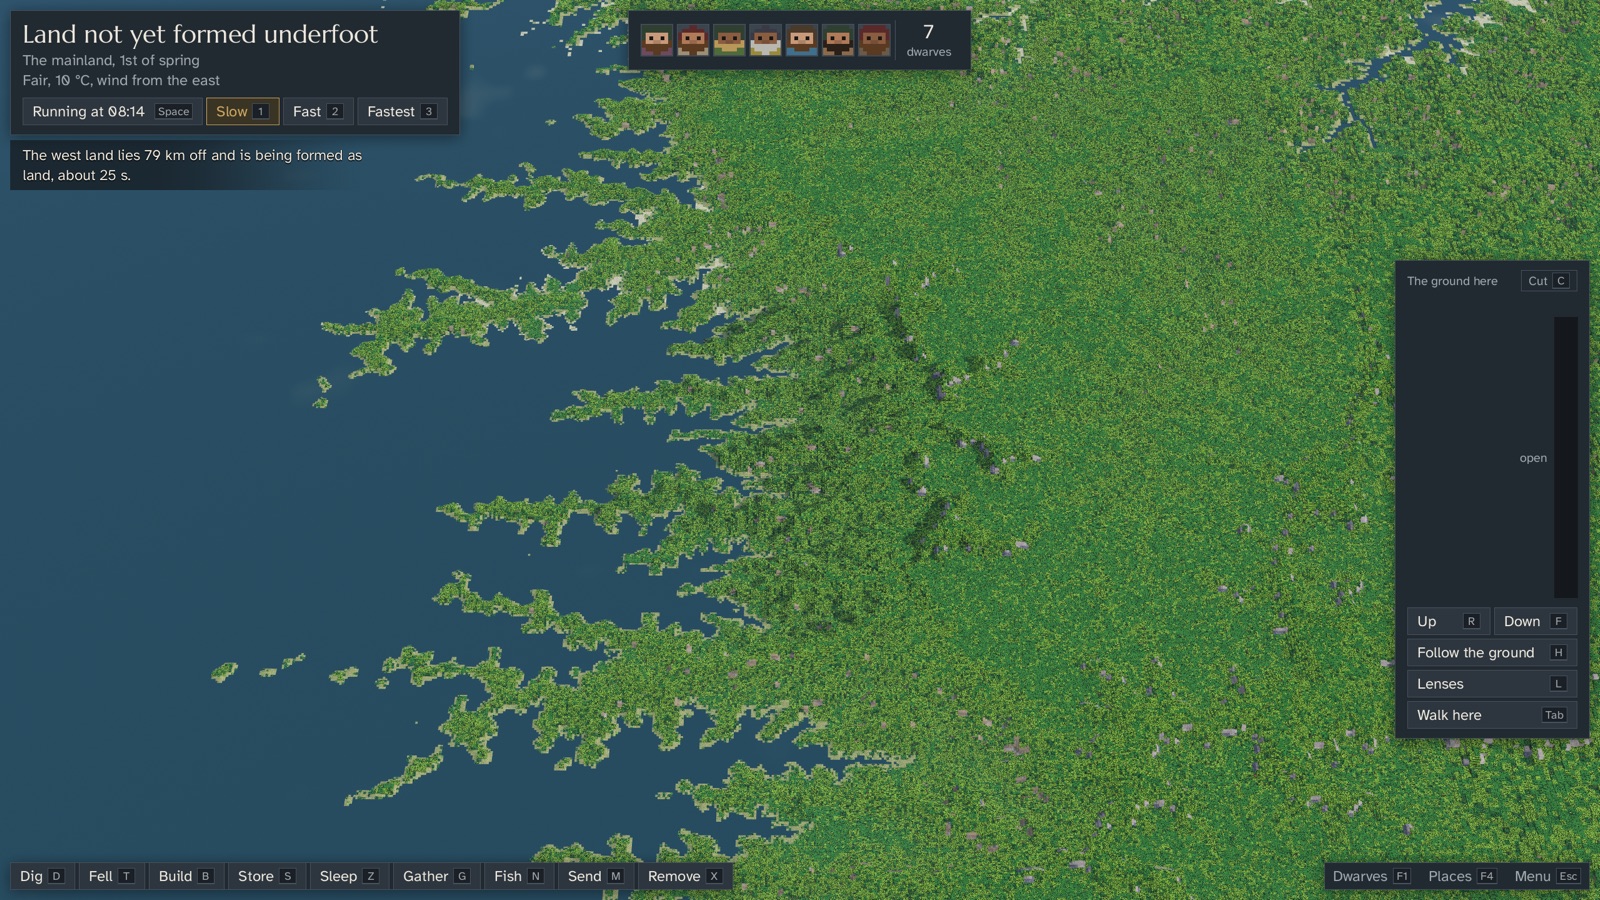 Land not yet formed underfoot
The mainland, 1st of spring
Fair, 10 °C, wind from the east
Running at 08:14 Space
Slow 1
Fast 2
Fastest 3
The west land lies 79 km off and is being formed as
land, about 25 s.
7
dwarves
The ground here
Cut C
open
Up R
Down F
Follow the ground H
Lenses L
Walk here Tab
Dig D
Fell T
Build B
Store S
Sleep Z
Gather G
Fish N
Send M
Remove X
Dwarves F1
Places F4
Menu Esc